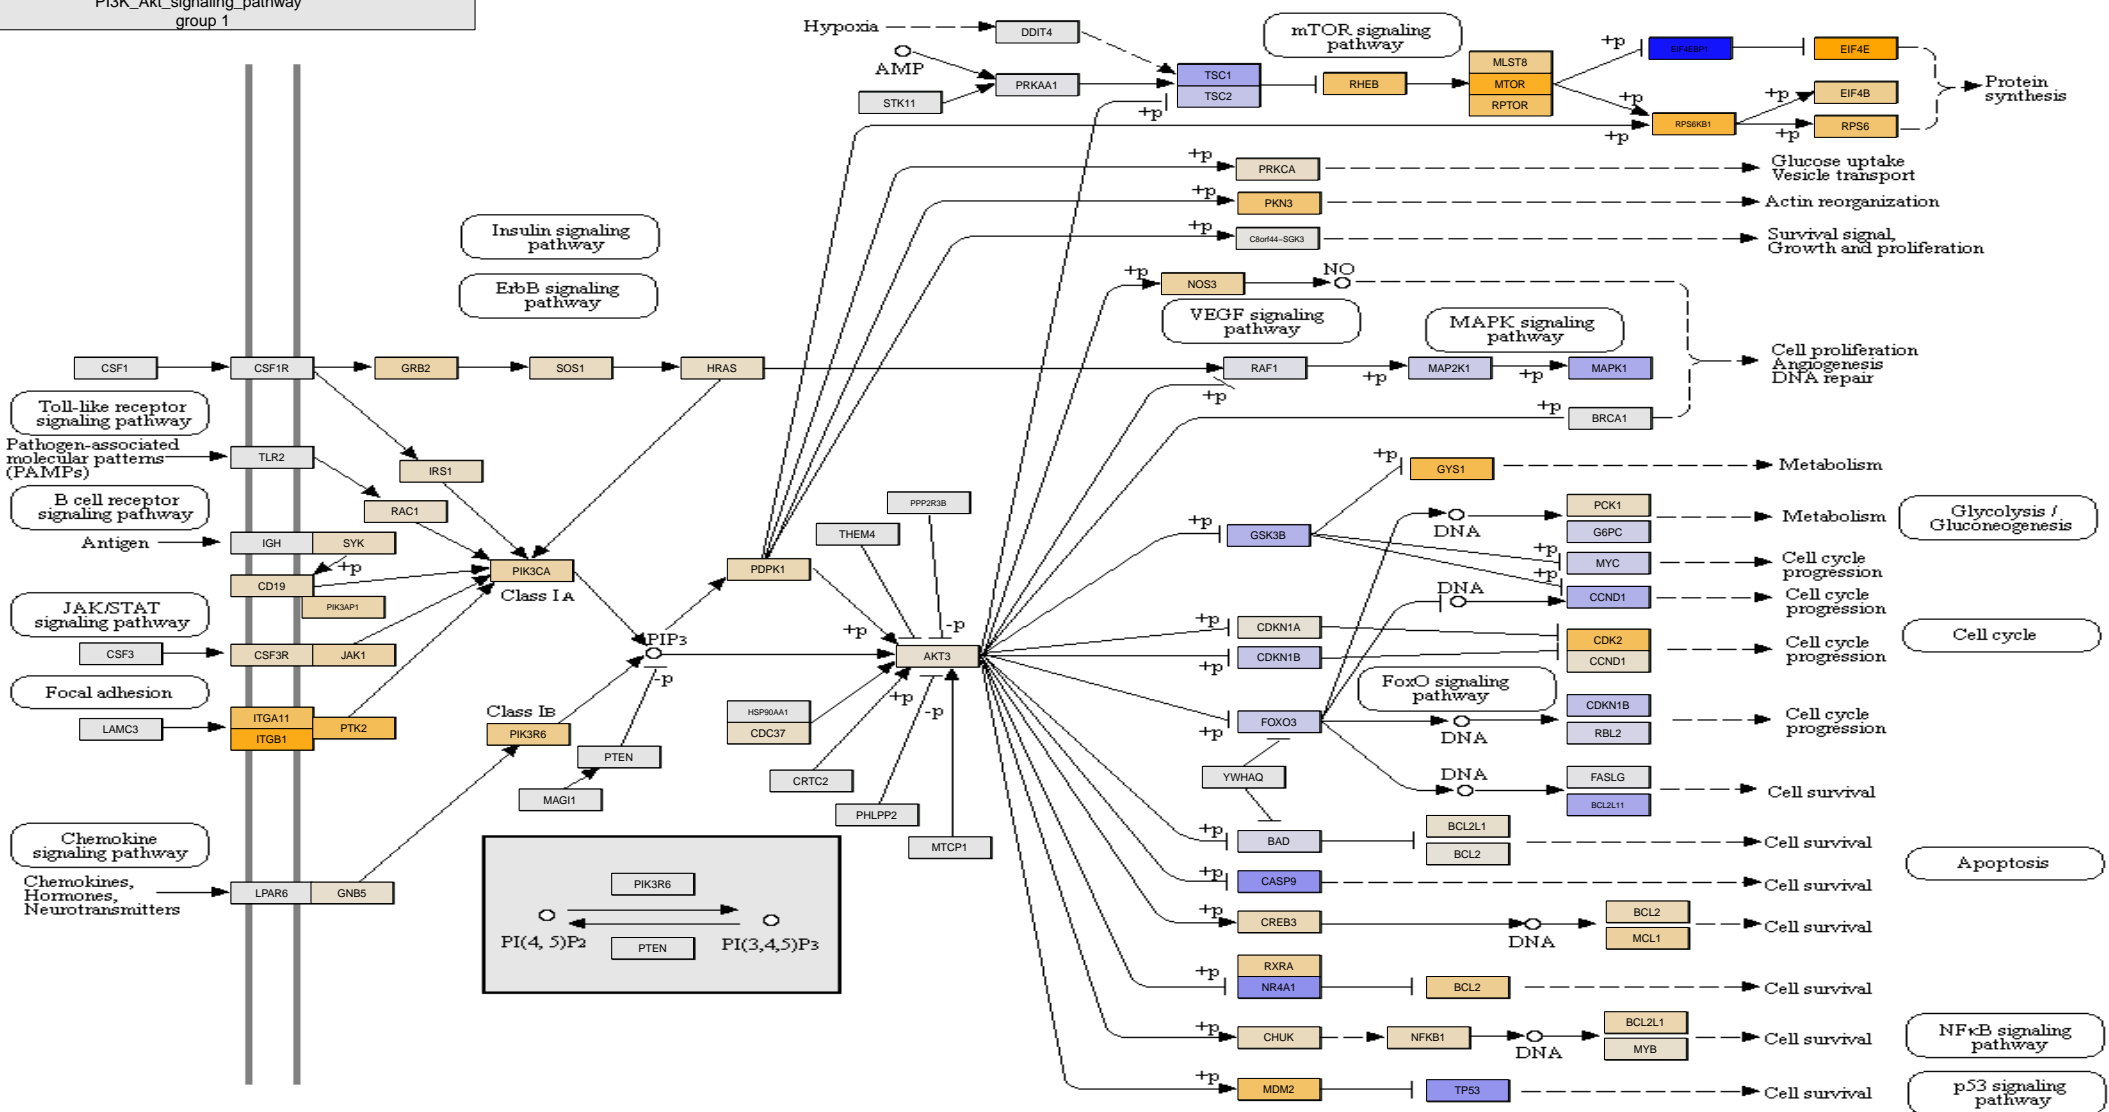 PI3K_Akt_signaling_pathway
group 1
Hypoxia
DDIT4
AMP
STK11
PRKAA1
TSC1
TSC2
+p
mTOR signaling
pathway
RHEB
MLST8
MTOR
RPTOR
+p
EIF4EBP1
EIF4E
+p
RPS6KB1
+p
+p
EIF4B
+p
RPS6
Protein
synthesis
+p
PRKCA
Glucose uptake
Vesicle transport
+p
PKN3
Actin reorganization
+p
C8orf44-SGK3
Survival signal,
Growth and proliferation
Insulin signaling
pathway
ErbB signaling
pathway
+p
NOS3
NO
VEGF signaling
pathway
MAPK signaling
pathway
CSF1
CSF1R
GRB2
SOS1
HRAS
RAF1
+p
+p
MAP2K1
+p
MAPK1
Cell proliferation
Angiogenesis
DNA repair
+p
BRCA1
Toll-like receptor
signaling pathway
Pathogen-associated
molecular patterns
(PAMPs)
TLR2
IRS1
RAC1
B cell receptor
signaling pathway
Antigen
IGH
SYK
+p
CD19
PIK3AP1
PIK3CA
Class IA
JAK/STAT
signaling pathway
CSF3
CSF3R
JAK1
Focal adhesion
LAMC3
ITGA11
ITGB1
PTK2
Class IB
PIK3R6
PIP3
-p
PTEN
MAGI1
Chemokine
signaling pathway
Chemokines,
Hormones,
Neurotransmitters
LPAR6
GNB5
PDPK1
THEM4
PPP2R3B
+p
-p
AKT3
HSP90AA1
CDC37
+p
-p
CRTC2
PHLPP2
MTCP1
PIK3R6
PI(4, 5)P2
PI(3,4,5)P3
PTEN
+p
GYS1
Metabolism
+p
GSK3B
DNA
PCK1
G6PC
Metabolism
Glycolysis /
Gluconeogenesis
+p
MYC
Cell cycle
progression
+p
DNA
CCND1
Cell cycle
progression
+p
CDKN1A
+p
CDKN1B
CDK2
CCND1
Cell cycle
progression
Cell cycle
FoxO signaling
pathway
+p
FOXO3
DNA
CDKN1B
RBL2
Cell cycle
progression
YWHAQ
DNA
FASLG
BCL2L11
Cell survival
+p
BAD
BCL2L1
BCL2
Cell survival
+p
CASP9
Cell survival
Apoptosis
+p
CREB3
DNA
BCL2
MCL1
Cell survival
+p
RXRA
NR4A1
BCL2
Cell survival
+p
CHUK
NFKB1
DNA
BCL2L1
MYB
Cell survival
NFκB signaling
pathway
+p
MDM2
TP53
Cell survival
p53 signaling
pathway